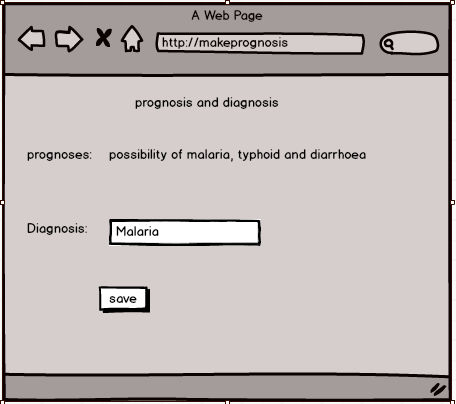 A Web Page
http://makeprognosis
prognosis and diagnosis
prognoses: possibility of malaria, typhoid and diarrhoea
Diagnosis: Malaria
save